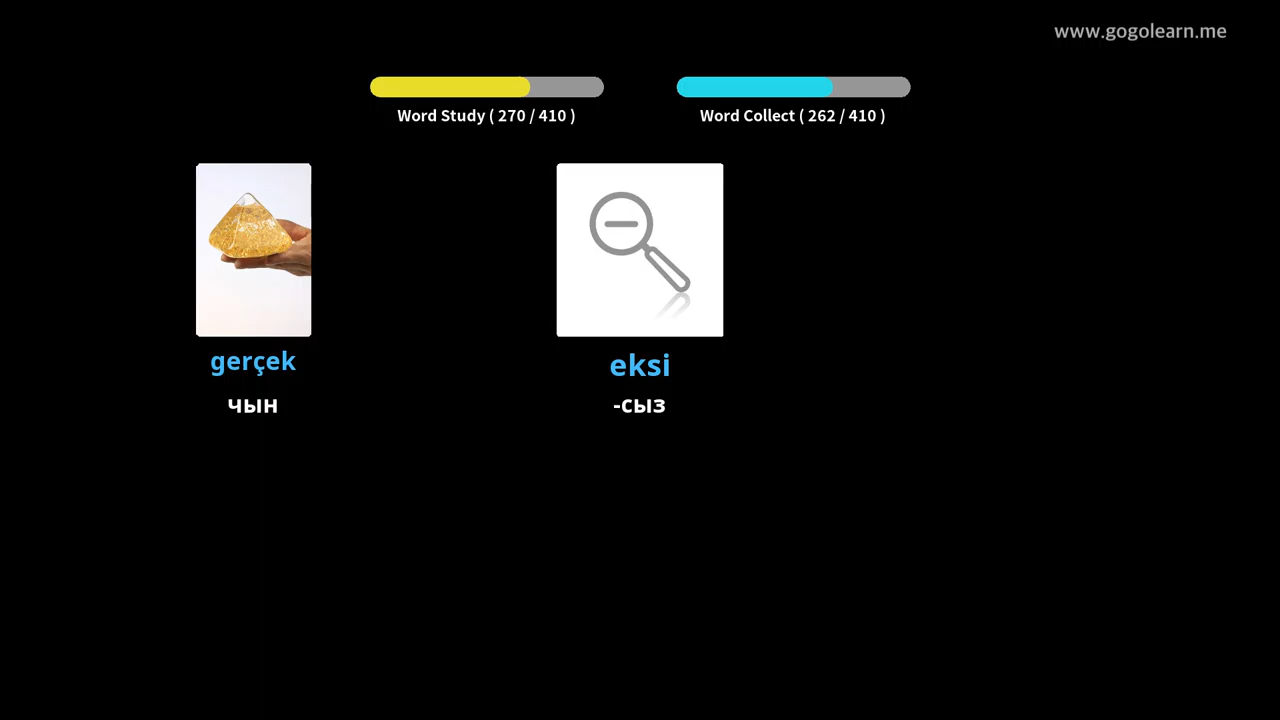 www.gogolearn.me
Word Study ( 270 / 410 )
Word Collect ( 262 / 410 )
gerçek
чын
eksi
-сыз